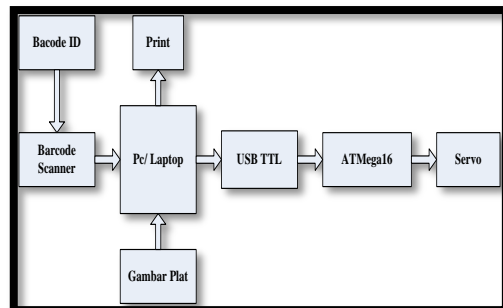 Bacode ID
Print
Barcode
Scanner
Pc/ Laptop
USB TTL
ATMega16
Servo
Gambar Plat